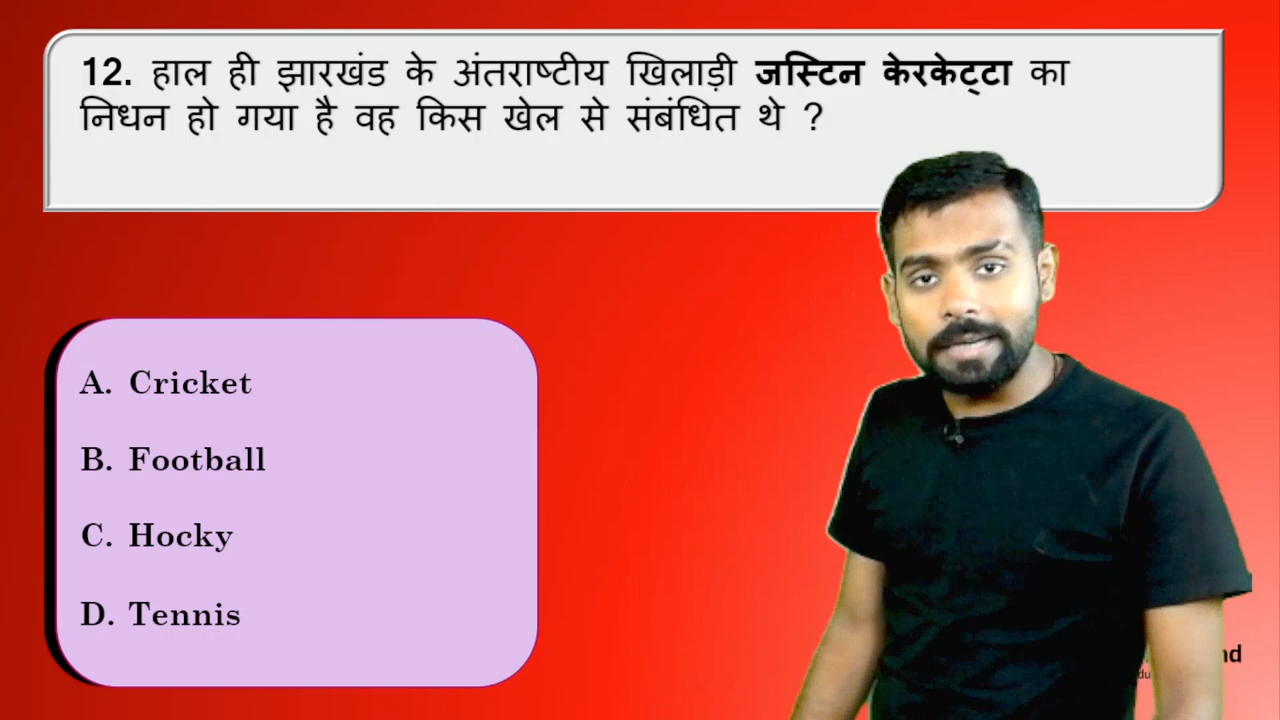 12. हाल ही झारखंड के अंतराष्टीय खिलाड़ी जस्टिन केरकेट्टा का
निधन हो गया है वह किस खेल से संबंधित थे ?
A. Cricket
B. Football
C. Hocky
D. Tennis